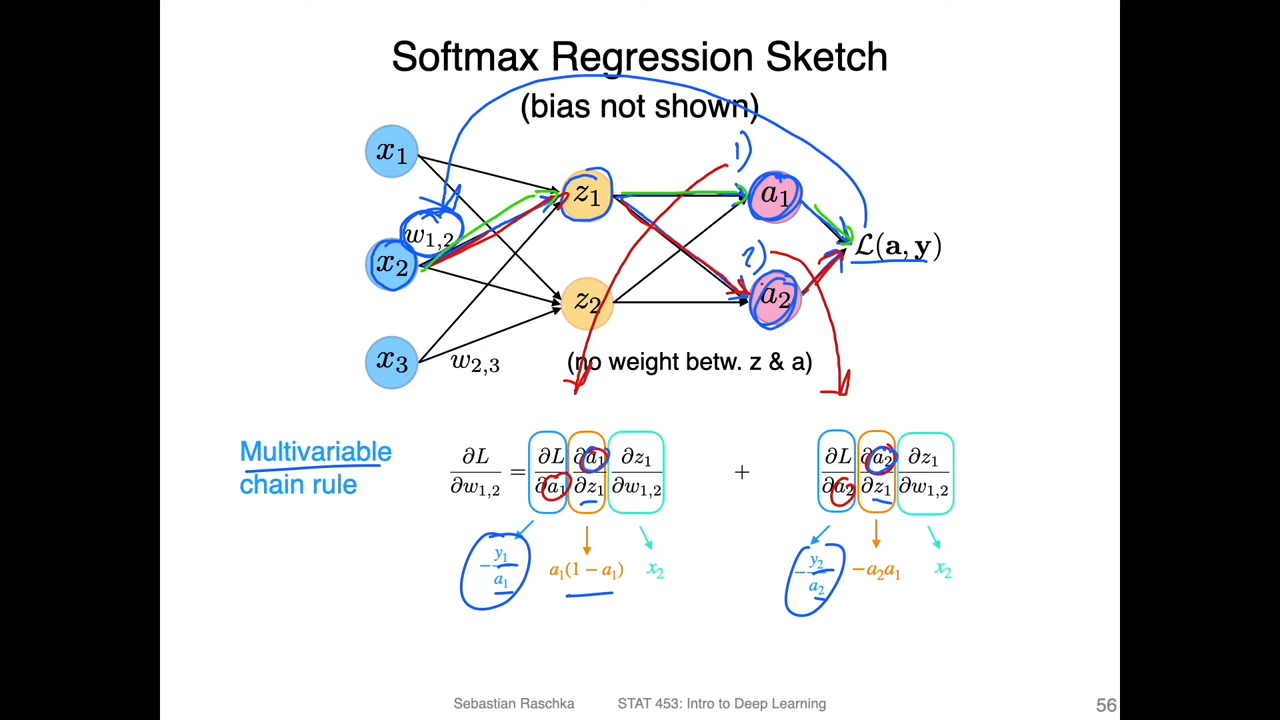 Softmax Regression Sketch
(bias not shown)
1)
x₁
z₁
a₁
w₁,₂
x₂
ℒ(a, y)
2)
z₂
a₂
x₃
w₂,₃
(no weight betw. z & a)
Multivariable
chain rule
∂L/∂w₁,₂ = ∂L/∂a₁ ∂a₁/∂z₁ ∂z₁/∂w₁,₂ + ∂L/∂a₂ ∂a₂/∂z₁ ∂z₁/∂w₁,₂
−y₁/a₁ a₁(1 − a₁) x₂ −y₂/a₂ −a₂a₁ x₂
Sebastian Raschka STAT 453: Intro to Deep Learning 56